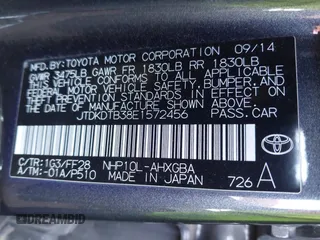 MFD. BY:TOYOTA MOTOR CORPORATION 09/14
GVWR 3475LB GAWR FR 1830LB RR 1830LB
THIS VEHICLE CONFORMS TO ALL APPLICABLE
FEDERAL MOTOR VEHICLE SAFETY, BUMPER, AND
THEFT PREVENTION STANDARDS IN EFFECT ON
THE DATE OF MANUFACTURE SHOWN ABOVE.
JTDKDTB38E1572456 PASS.CAR
TOYOTA
C/TR:1G3/FF28 NHP10L-AHXGBA
A/TM:-01A/P510 MADE IN JAPAN 726 A
DREAMBID